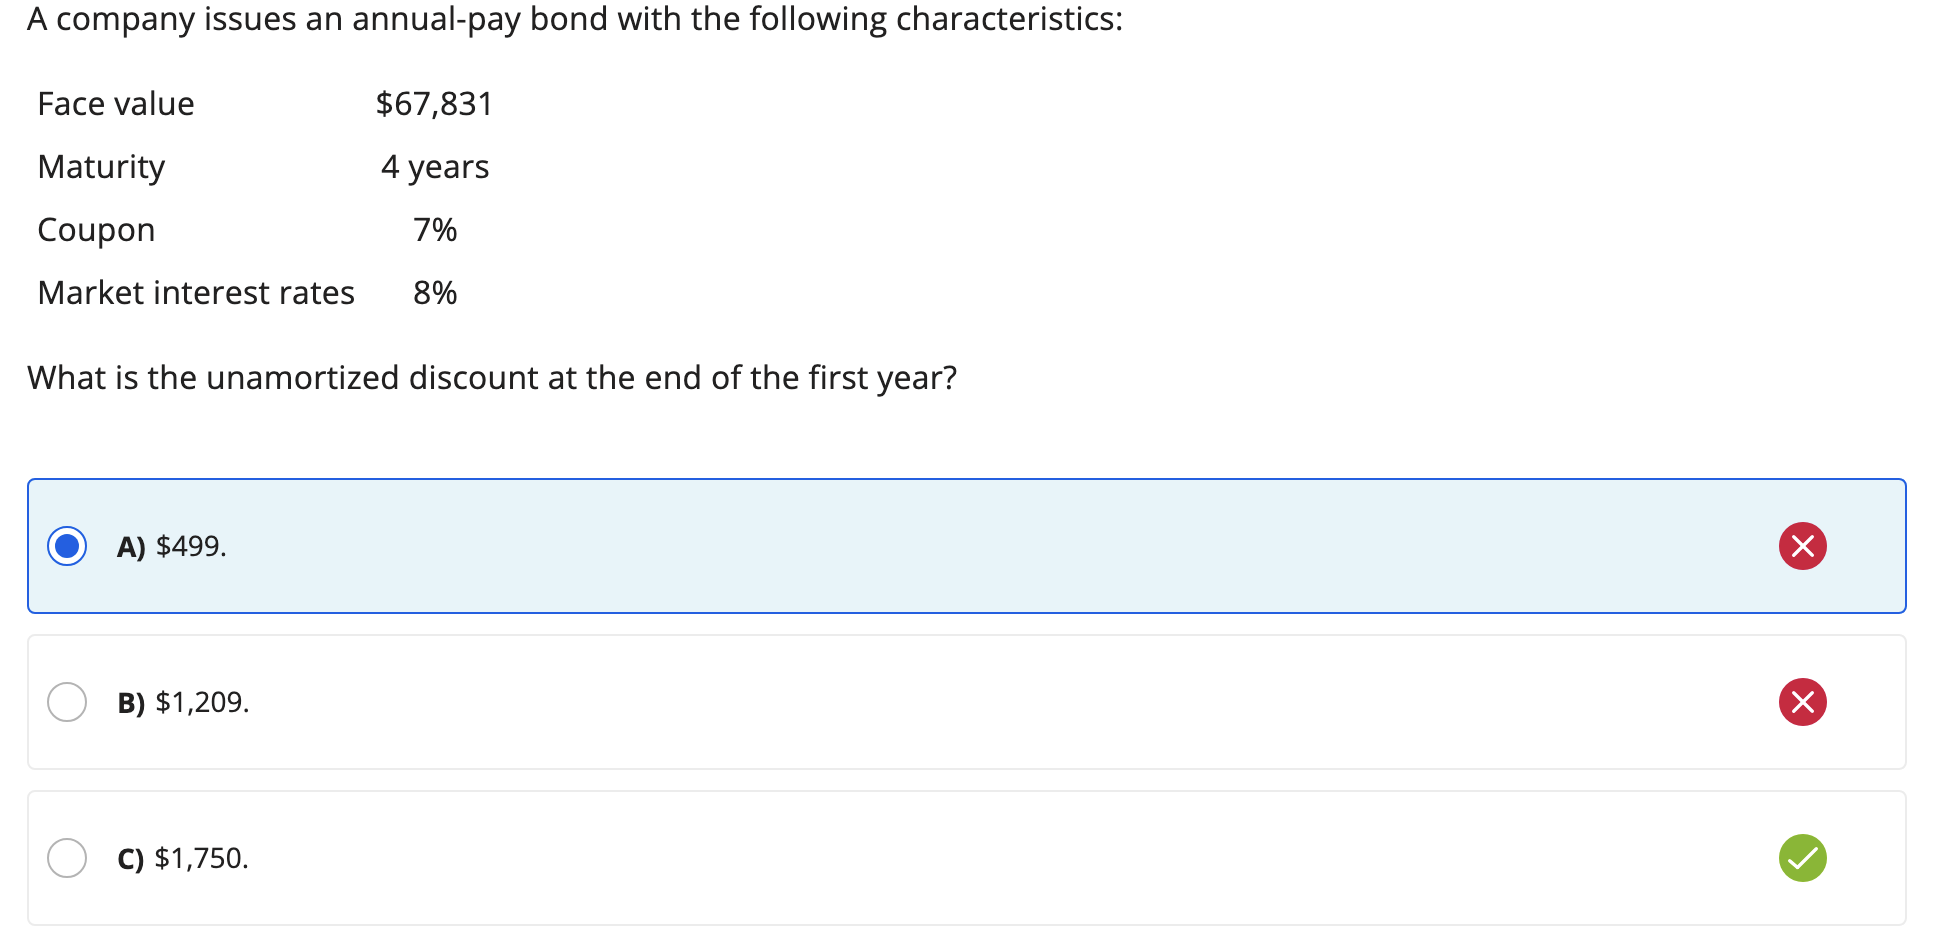 A company issues an annual-pay bond with the following characteristics:
Face value $67,831
Maturity 4 years
Coupon 7%
Market interest rates 8%
What is the unamortized discount at the end of the first year?
A) $499.
B) $1,209.
C) $1,750.